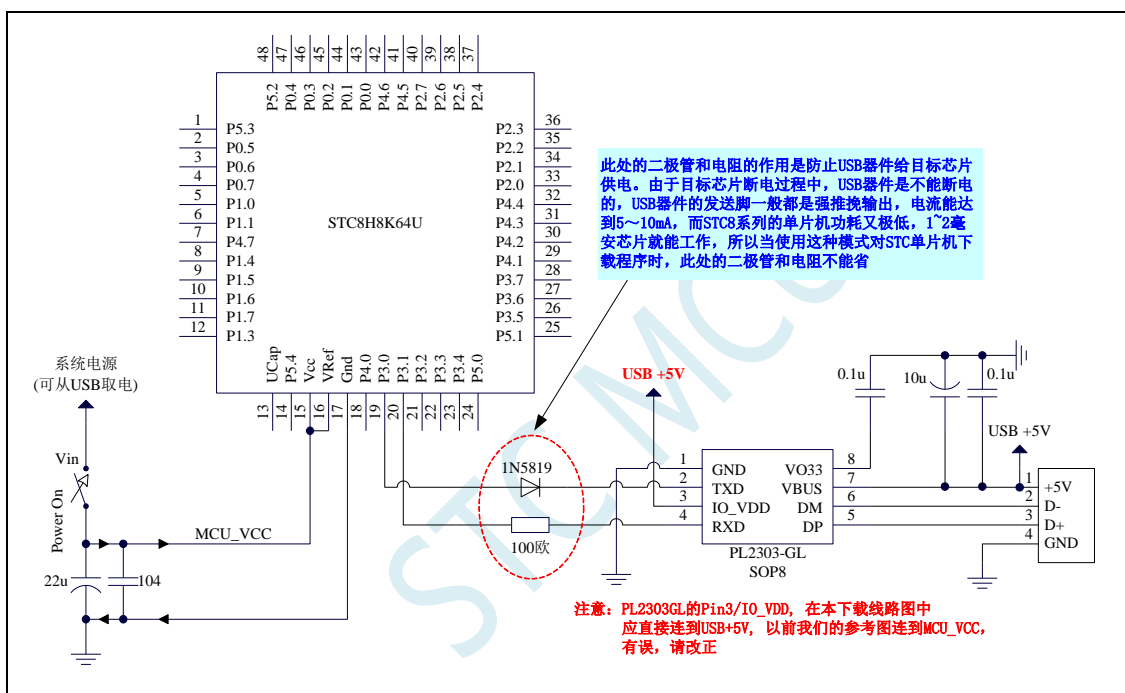 48
47
46
45
44
43
42
41
40
39
38
37
P5.2
P0.4
P0.3
P0.2
P0.1
P0.0
P4.6
P4.5
P2.7
P2.6
P2.5
P2.4
1 P5.3
2 P0.5
3 P0.6
4 P0.7
5 P1.0
6 P1.1
7 P4.7
8 P1.4
9 P1.5
10 P1.6
11 P1.7
12 P1.3
STC8H8K64U
P2.3 36
P2.2 35
P2.1 34
P2.0 33
P4.4 32
P4.3 31
P4.2 30
P4.1 29
P3.7 28
P3.6 27
P3.5 26
P5.1 25
UCap
P5.4
Vcc
VRef
Gnd
P4.0
P3.0
P3.1
P3.2
P3.3
P3.4
P5.0
13
14
15
16
17
18
19
20
21
22
23
24
此处的二极管和电阻的作用是防止USB器件给目标芯片
供电。由于目标芯片断电过程中，USB器件是不能断电
的，USB器件的发送脚一般都是强推挽输出，电流能达
到5～10mA，而STC8系列的单片机功耗又极低，1~2毫
安芯片就能工作，所以当使用这种模式对STC单片机下
载程序时，此处的二极管和电阻不能省
系统电源
(可从USB取电)
Vin
Power On
MCU_VCC
22u
104
1N5819
100欧
USB +5V
1 GND VO33 8
2 TXD VBUS 7
3 IO_VDD DM 6
4 RXD DP 5
PL2303-GL
SOP8
0.1u
10u
0.1u
USB +5V
1 +5V
2 D-
3 D+
4 GND
注意：PL2303GL的Pin3/IO_VDD, 在本下载线路图中
应直接连到USB+5V, 以前我们的参考图连到MCU_VCC,
有误, 请改正
STC MCU